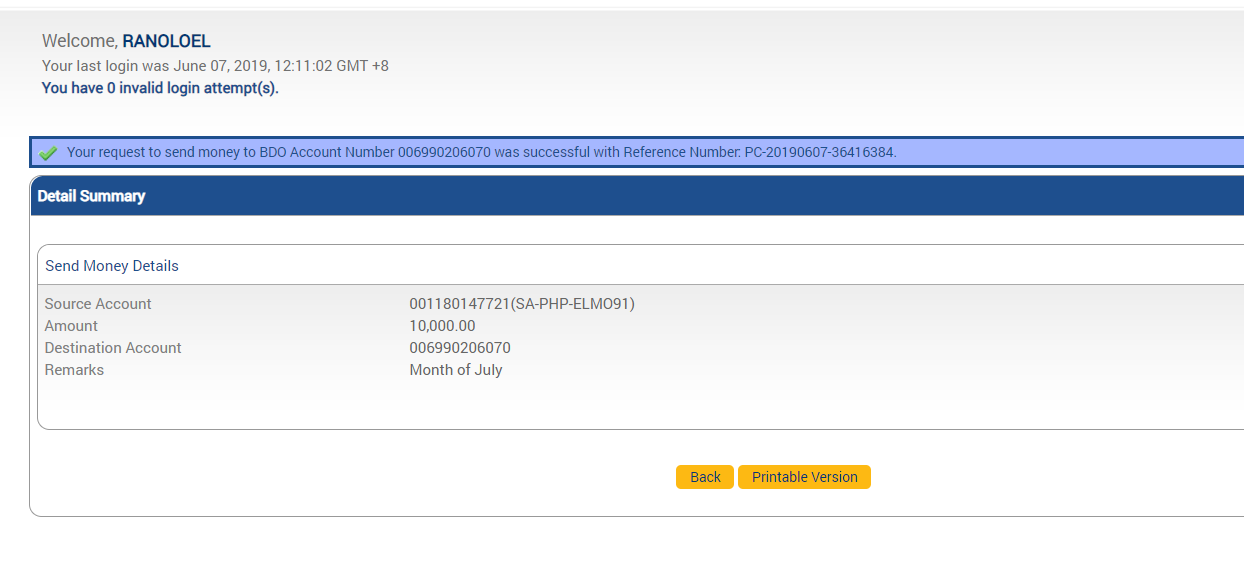 Welcome, RANOLOEL
Your last login was June 07, 2019, 12:11:02 GMT +8
You have 0 invalid login attempt(s).
Your request to send money to BDO Account Number 006990206070 was successful with Reference Number: PC-20190607-36416384.
Detail Summary
Send Money Details
Source Account 001180147721(SA-PHP-ELMO91)
Amount 10,000.00
Destination Account 006990206070
Remarks Month of July
Back Printable Version